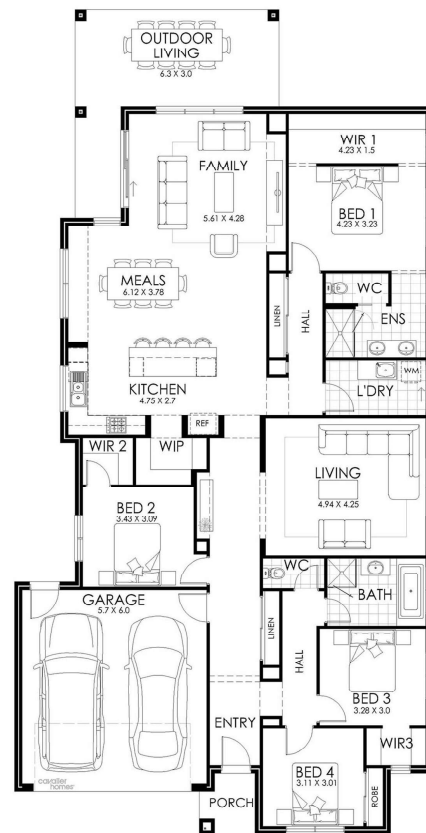 OUTDOOR
LIVING
6.3 X 3.0
WIR 1
4.23 X 1.5
FAMILY
5.61 X 4.28
BED 1
4.23 X 3.23
MEALS
6.12 X 3.78
WC
LINEN
HALL
ENS
KITCHEN
4.75 X 2.7
L'DRY
WM
REF
WIR 2
WIP
LIVING
4.94 X 4.25
BED 2
3.43 X 3.09
WC
BATH
GARAGE
5.7 X 6.0
LINEN
HALL
BED 3
3.28 X 3.0
ENTRY
WIR3
BED 4
3.11 X 3.01
ROBE
cavalier
homes
PORCH